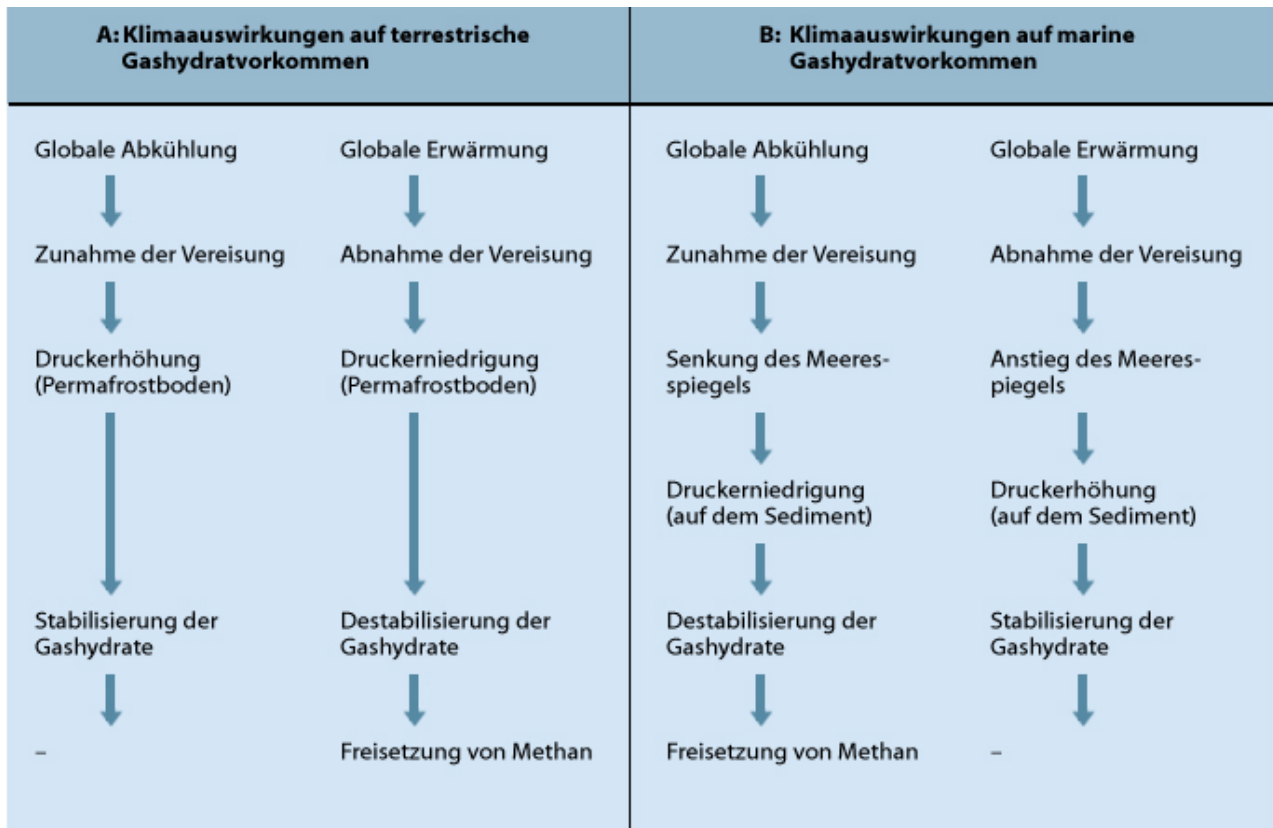 A: Klimaauswirkungen auf terrestrische
Gashydratvorkommen
Globale Abkühlung
Zunahme der Vereisung
Druckerhöhung
(Permafrostboden)
Stabilisierung der
Gashydrate
–
Globale Erwärmung
Abnahme der Vereisung
Druckerniedrigung
(Permafrostboden)
Destabilisierung der
Gashydrate
Freisetzung von Methan
B: Klimaauswirkungen auf marine
Gashydratvorkommen
Globale Abkühlung
Zunahme der Vereisung
Senkung des Meeres-
spiegels
Druckerniedrigung
(auf dem Sediment)
Destabilisierung der
Gashydrate
Freisetzung von Methan
Globale Erwärmung
Abnahme der Vereisung
Anstieg des Meeres-
piegels
Druckerhöhung
(auf dem Sediment)
Stabilisierung der
Gashydrate
–